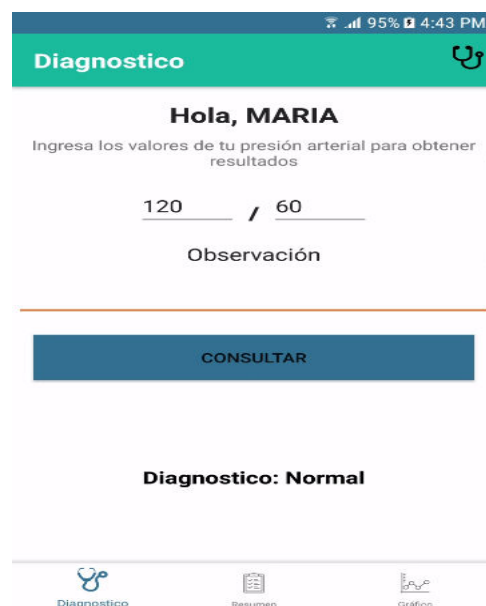 95% 4:43 PM
Diagnostico
Hola, MARIA
Ingresa los valores de tu presión arterial para obtener
resultados
120 / 60
Observación
CONSULTAR
Diagnostico: Normal
Diagnostico Resumen Gráfico